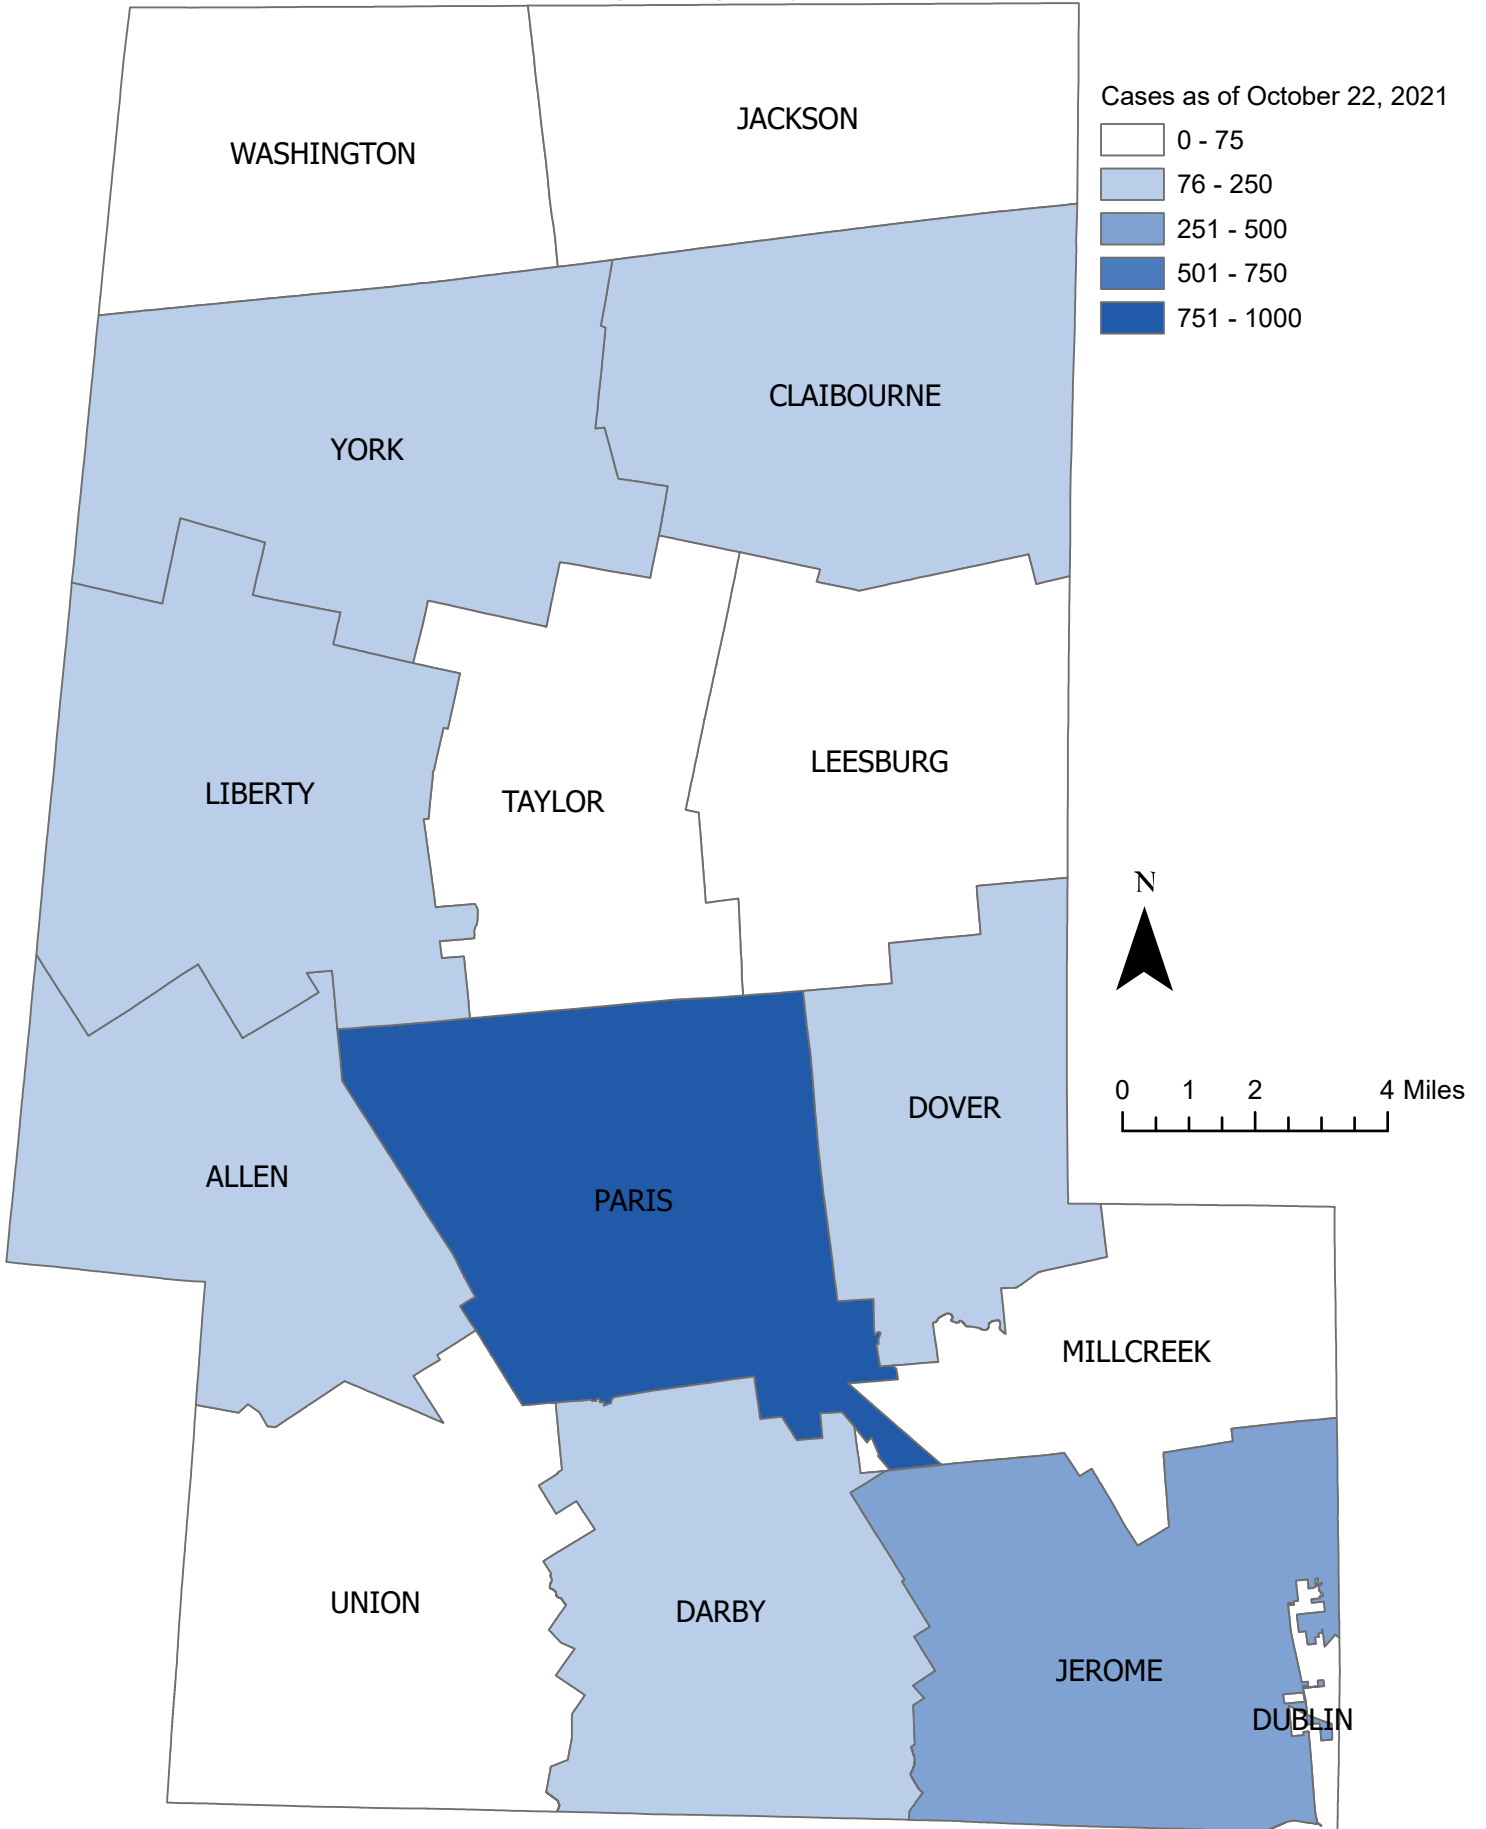 JACKSON
WASHINGTON
Cases as of October 22, 2021
0 - 75
76 - 250
251 - 500
501 - 750
751 - 1000
CLAIBOURNE
YORK
LEESBURG
LIBERTY
TAYLOR
N
0 1 2 4 Miles
DOVER
ALLEN
PARIS
MILLCREEK
UNION
DARBY
JEROME
DUBLIN